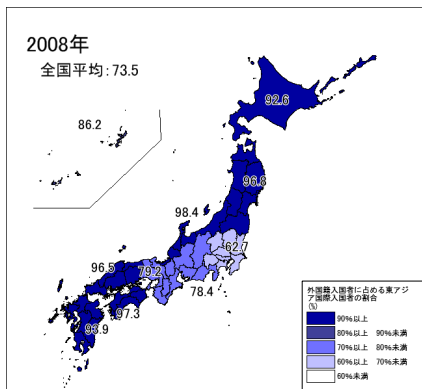 2008年
全国平均:73.5
92.6
86.2
96.8
98.4
62.7
96.5
79.2
78.4
97.3
93.9
外国籍入国者に占める東アジ
ア国際入国者の割合
(%)
90%以上
80%以上 90%未満
70%以上 80%未満
60%以上 70%未満
60%未満